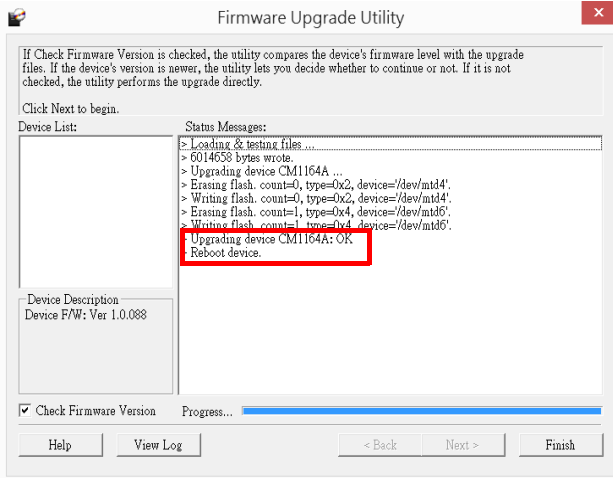 Firmware Upgrade Utility
If Check Firmware Version is checked, the utility compares the device's firmware level with the upgrade
files. If the device's version is newer, the utility lets you decide whether to continue or not. If it is not
checked, the utility performs the upgrade directly.
Click Next to begin.
Device List:
Status Messages:
> Loading & testing files ...
> 6014658 bytes wrote.
> Upgrading device CM1164A ...
> Erasing flash. count=0, type=0x2, device='/dev/mtd4'.
> Writing flash. count=0, type=0x2, device='/dev/mtd4'.
> Erasing flash. count=1, type=0x4, device='/dev/mtd6'.
> Writing flash. count=1, type=0x4, device='/dev/mtd6'.
Upgrading device CM1164A: OK
Reboot device.
Device Description
Device F/W: Ver 1.0.088
Check Firmware Version
Progress...
Help
View Log
< Back
Next >
Finish